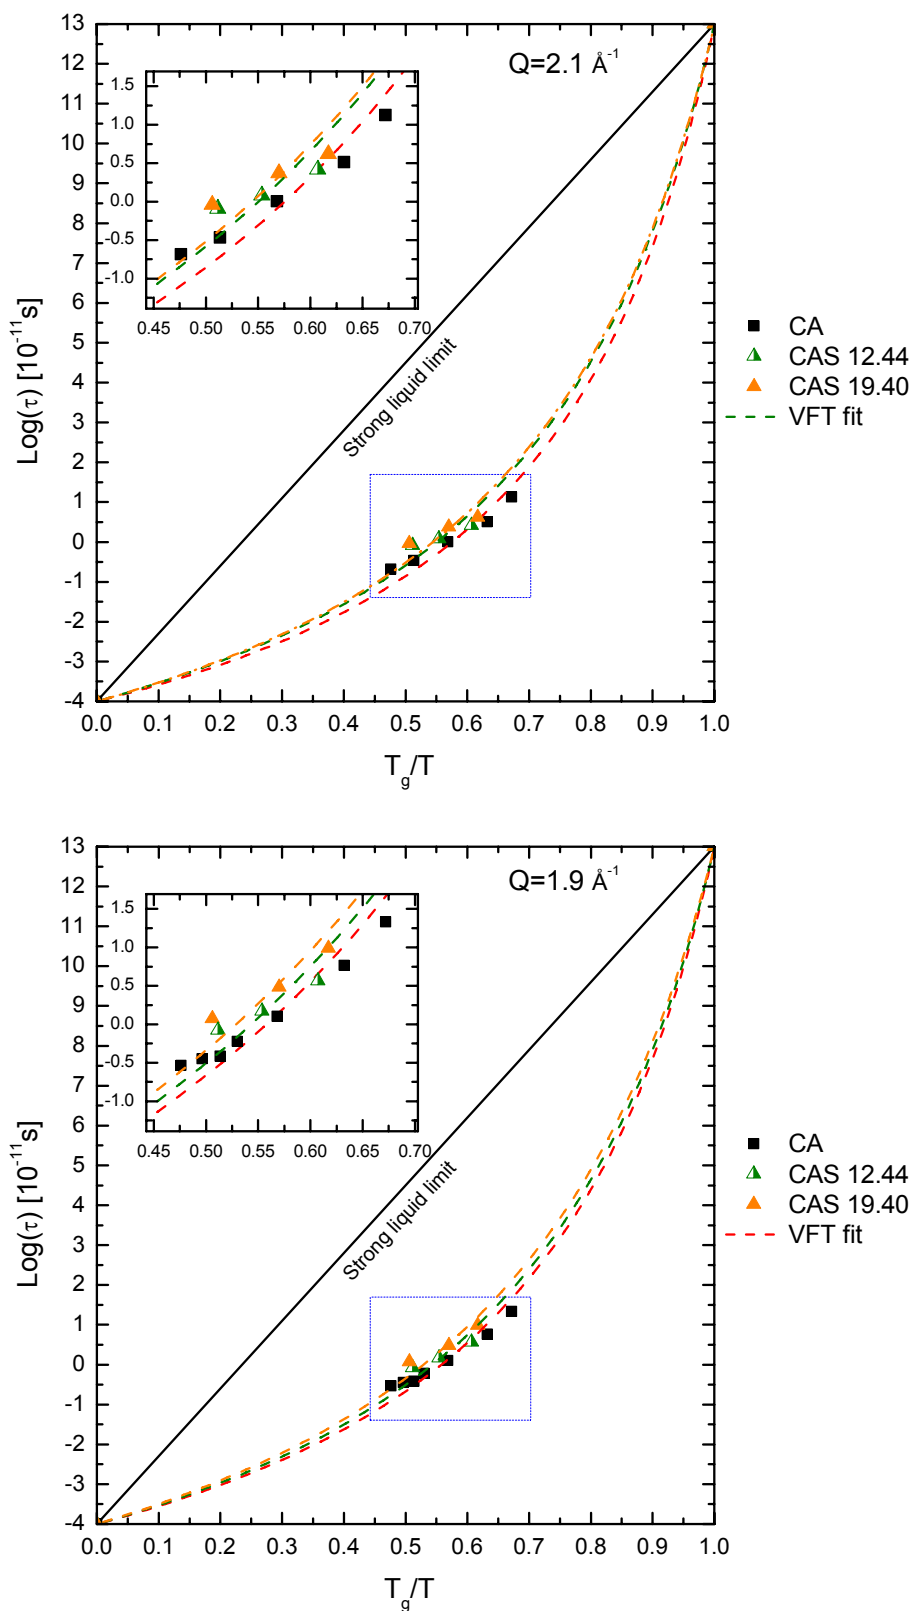 Q=2.1 Å⁻¹
13
12
11
10
9
8
7
6
5
4
3
2
1
0
-1
-2
-3
-4
Log(τ) [10⁻¹¹s]
1.5
1.0
0.5
0.0
-0.5
-1.0
0.45 0.50 0.55 0.60 0.65 0.70
Strong liquid limit
CA
CAS 12.44
CAS 19.40
VFT fit
0.0 0.1 0.2 0.3 0.4 0.5 0.6 0.7 0.8 0.9 1.0
T_g/T
Q=1.9 Å⁻¹
13
12
11
10
9
8
7
6
5
4
3
2
1
0
-1
-2
-3
-4
Log(τ) [10⁻¹¹s]
1.5
1.0
0.5
0.0
-0.5
-1.0
0.45 0.50 0.55 0.60 0.65 0.70
Strong liquid limit
CA
CAS 12.44
CAS 19.40
VFT fit
0.0 0.1 0.2 0.3 0.4 0.5 0.6 0.7 0.8 0.9 1.0
T_g/T